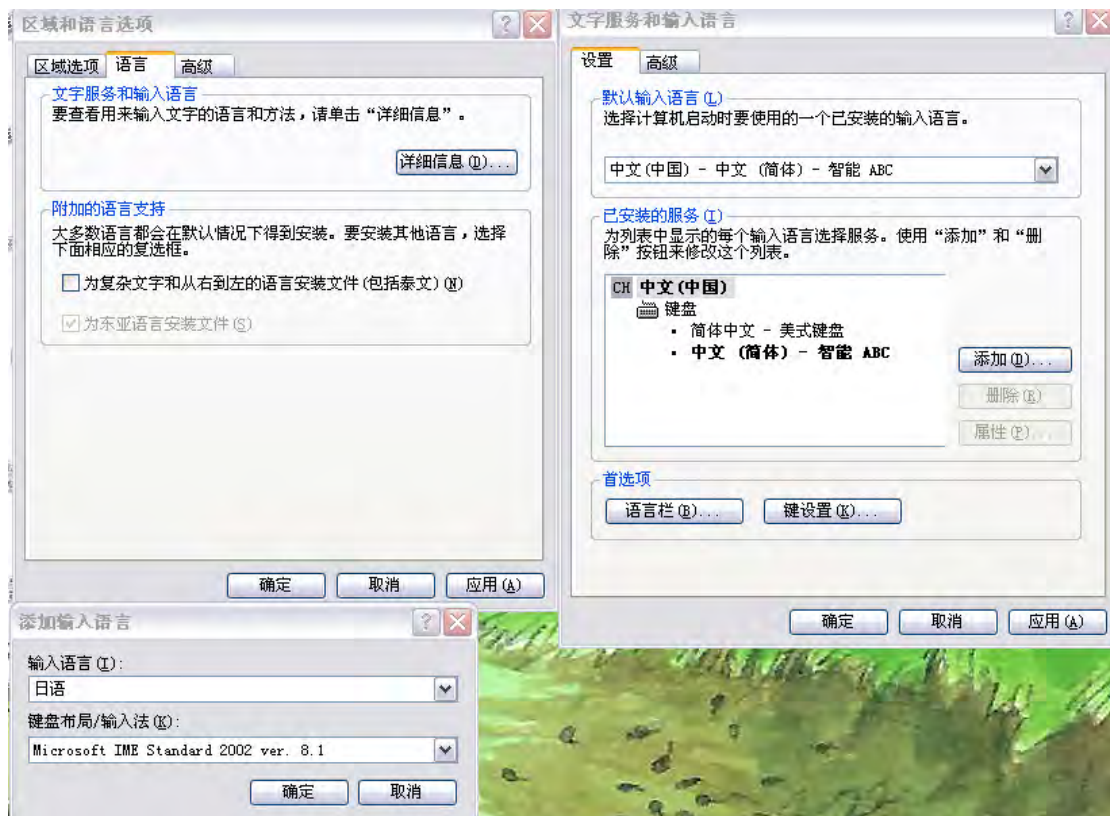 区域和语言选项
区域选项 语言 高级
文字服务和输入语言
要查看用来输入文字的语言和方法，请单击“详细信息”。
详细信息(D)...
附加的语言支持
大多数语言都会在默认情况下得到安装。要安装其他语言，选择
下面相应的复选框。
为复杂文字和从右到左的语言安装文件(包括泰文)(N)
为东亚语言安装文件(S)
确定 取消 应用(A)
文字服务和输入语言
设置 高级
默认输入语言(L)
选择计算机启动时要使用的一个已安装的输入语言。
中文(中国) - 中文 (简体) - 智能 ABC
已安装的服务(I)
为列表中显示的每个输入语言选择服务。使用“添加”和“删
除”按钮来修改这个列表。
CH 中文(中国)
键盘
• 简体中文 - 美式键盘
• 中文 (简体) - 智能 ABC
添加(D)...
删除(R)
属性(P)...
首选项
语言栏(B)... 键设置(K)...
确定 取消 应用(A)
添加输入语言
输入语言(I):
日语
键盘布局/输入法(K):
Microsoft IME Standard 2002 ver. 8.1
确定 取消